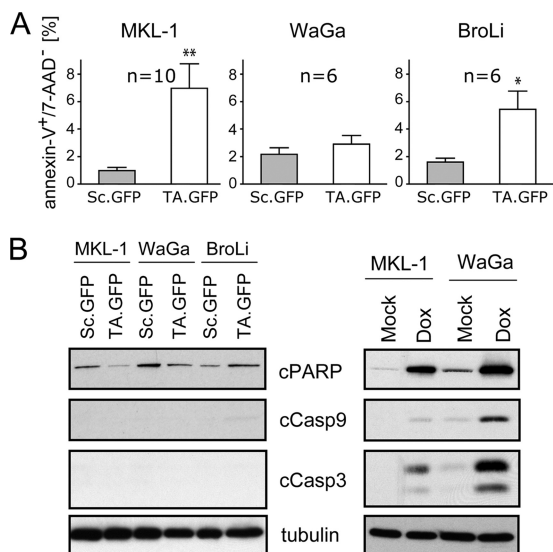 A
MKL-1 WaGa BroLi
annexin-V+/7-AAD- [%]
8 8 8
6 6 6
4 4 4
2 2 2
0 0 0
n=10 ** n=6 n=6 *
Sc.GFP TA.GFP Sc.GFP TA.GFP Sc.GFP TA.GFP
B
MKL-1 WaGa BroLi MKL-1 WaGa
Sc.GFP TA.GFP Sc.GFP TA.GFP Sc.GFP TA.GFP Mock Dox Mock Dox
cPARP
cCasp9
cCasp3
tubulin